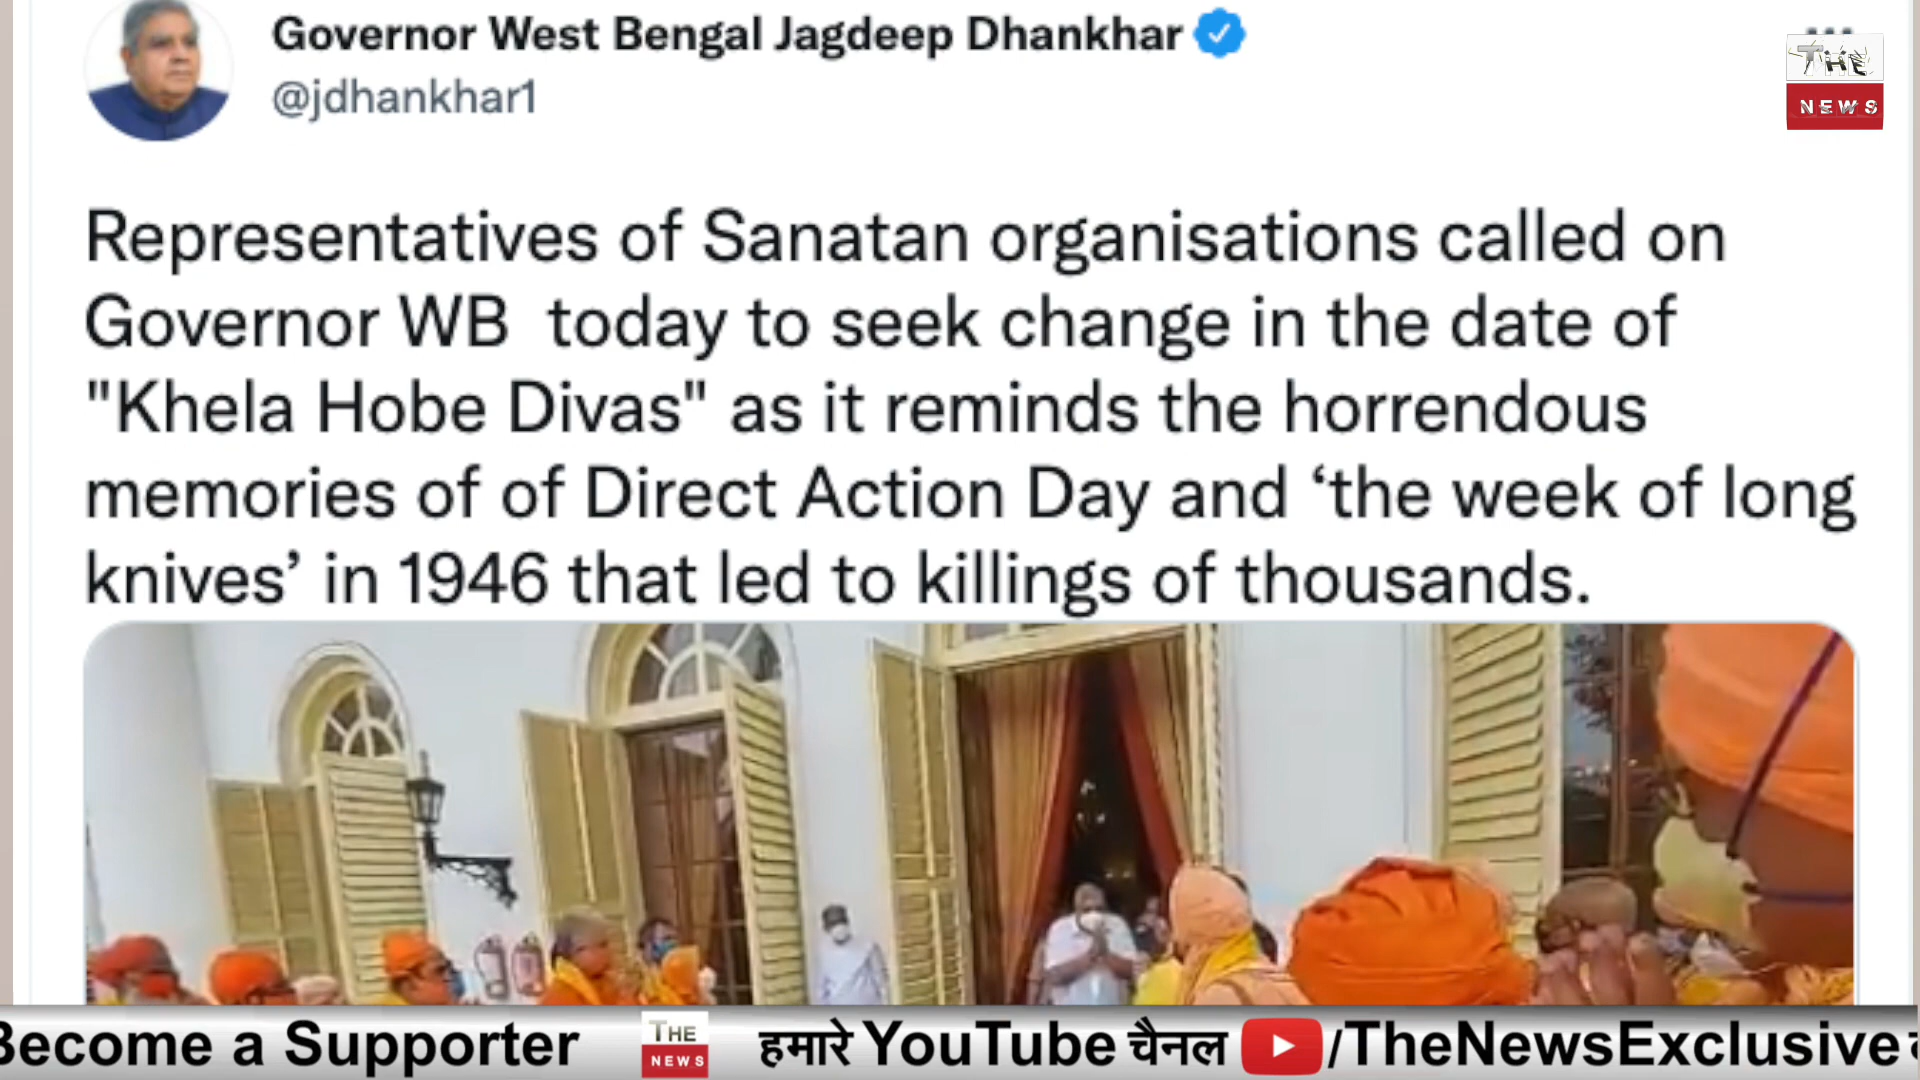 Governor West Bengal Jagdeep Dhankhar
@jdhankhar1
THE
NEWS
Representatives of Sanatan organisations called on
Governor WB today to seek change in the date of
"Khela Hobe Divas" as it reminds the horrendous
memories of of Direct Action Day and ‘the week of long
knives’ in 1946 that led to killings of thousands.
Become a Supporter THE NEWS हमारे YouTube चैनल /TheNewsExclusive